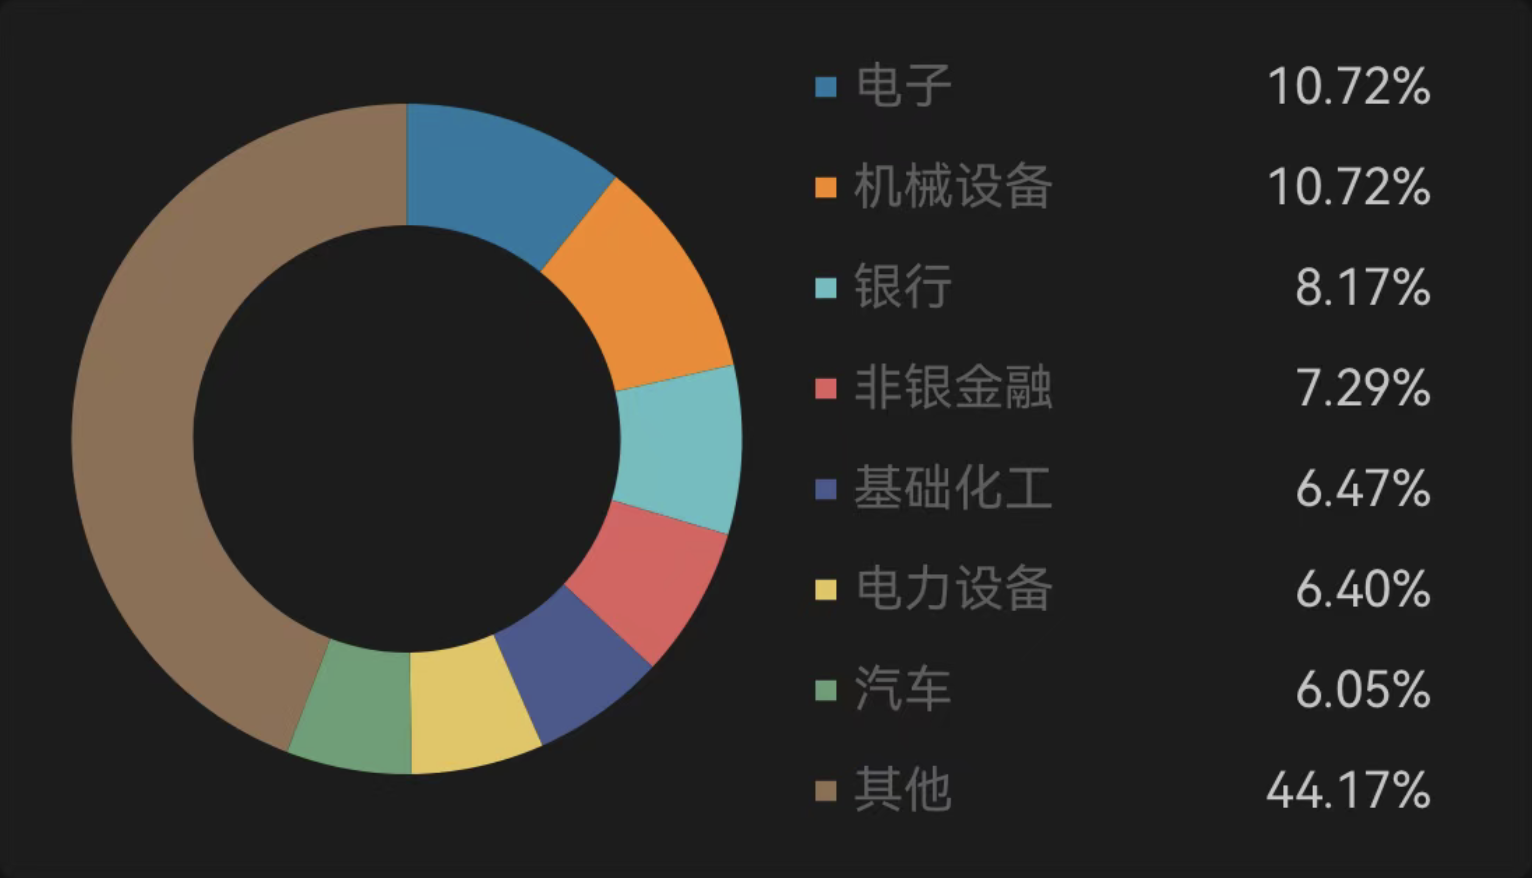 电子 10.72%
机械设备 10.72%
银行 8.17%
非银金融 7.29%
基础化工 6.47%
电力设备 6.40%
汽车 6.05%
其他 44.17%